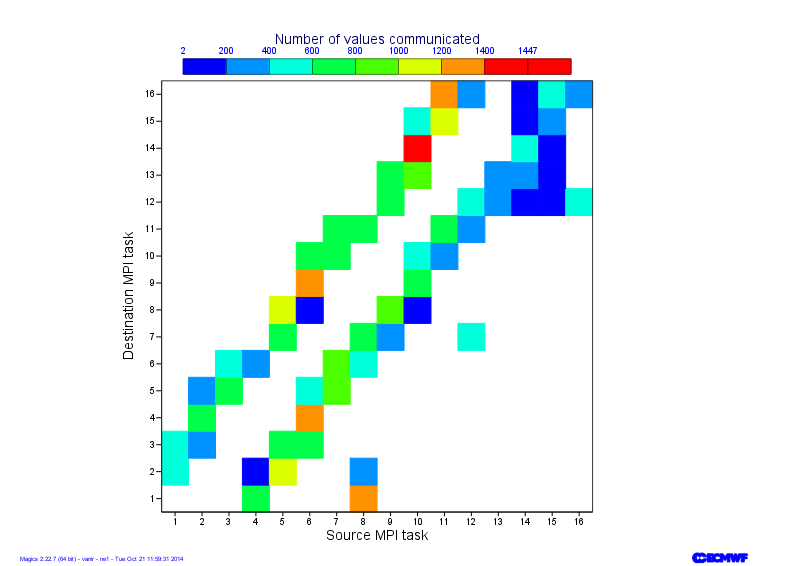 Number of values communicated
2 200 400 600 800 1000 1200 1400 1447
16
15
14
13
12
11
10
9
8
7
6
5
4
3
2
1
Destination MPI task
1 2 3 4 5 6 7 8 9 10 11 12 13 14 15 16
Source MPI task
Magics 2.22.7 (64 bit) - vanir - ne1 - Tue Oct 21 11:59:31 2014
ECMWF